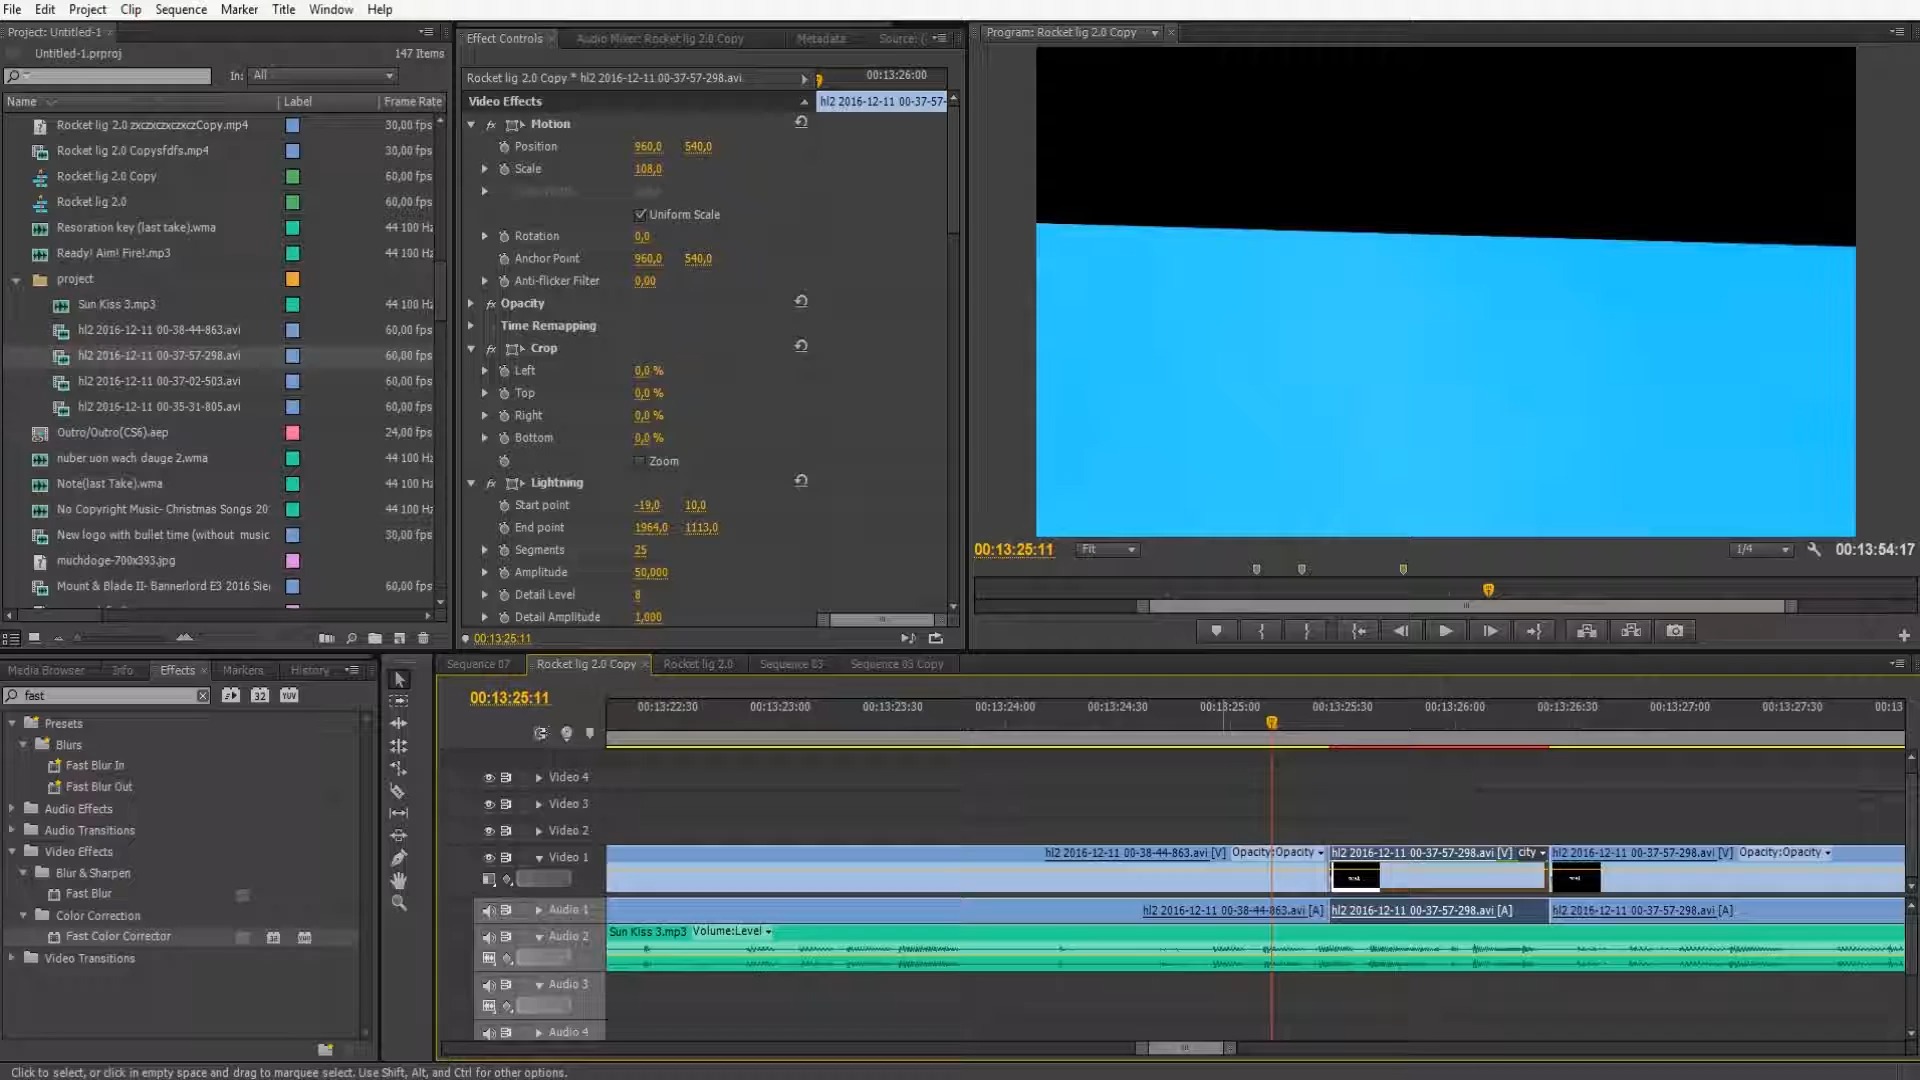 File Edit Project Clip Sequence Marker Title Window Help
Project: Untitled-1
Untitled-1.prproj 147 Items
In: All
Name Label Frame Rate
Rocket lig 2.0 zxczxczxczxczCopy.mp4 30,00 fps
Rocket lig 2.0 Copysfdfs.mp4 30,00 fps
Rocket lig 2.0 Copy 60,00 fps
Rocket lig 2.0 60,00 fps
Resoration key (last take).wma 44 100 Hz
Ready! Aim! Fire!.mp3 44 100 Hz
project
Sun Kiss 3.mp3 44 100 Hz
hl2 2016-12-11 00-38-44-863.avi 60,00 fps
hl2 2016-12-11 00-37-57-298.avi 60,00 fps
hl2 2016-12-11 00-37-02-503.avi 60,00 fps
hl2 2016-12-11 00-35-31-805.avi 60,00 fps
Outro/Outro(CS6).aep 24,00 fps
nuber uon wach dauge 2.wma 44 100 Hz
Note(last Take).wma 44 100 Hz
No Copyright Music- Christmas Songs 20 44 100 Hz
New logo with bullet time (without music 30,00 fps
muchdoge-700x393.jpg
Mount & Blade II- Bannerlord E3 2016 Sie 60,00 fps
Effect Controls Audio Mixer: Rocket lig 2.0 Copy Metadata Source: (
Rocket lig 2.0 Copy * hl2 2016-12-11 00-37-57-298.avi 00:13:26:00
Video Effects hl2 2016-12-11 00-37-57-
Motion
Position 960,0 540,0
Scale 108,0
Uniform Scale
Rotation 0,0
Anchor Point 960,0 540,0
Anti-flicker Filter 0,00
Opacity
Time Remapping
Crop
Left 0,0 %
Top 0,0 %
Right 0,0 %
Bottom 0,0 %
Zoom
Lightning
Start point -19,0 10,0
End point 1964,0 1113,0
Segments 25
Amplitude 50,000
Detail Level 8
Detail Amplitude 1,000
00:13:25:11
Program: Rocket lig 2.0 Copy
00:13:25:11 Fit 1/4 00:13:54:17
Media Browser Info Effects Markers History
fast 32 YUV
Presets
Blurs
Fast Blur In
Fast Blur Out
Audio Effects
Audio Transitions
Video Effects
Blur & Sharpen
Fast Blur
Color Correction
Fast Color Corrector
Video Transitions
Sequence 07 Rocket lig 2.0 Copy Rocket lig 2.0 Sequence 03 Sequence 03 Copy
00:13:25:11
00:13:22:30 00:13:23:00 00:13:23:30 00:13:24:00 00:13:24:30 00:13:25:00 00:13:25:30 00:13:26:00 00:13:26:30 00:13:27:00 00:13:27:30 00:13
Video 4
Video 3
Video 2
Video 1 hl2 2016-12-11 00-38-44-863.avi [V] Opacity:Opacity hl2 2016-12-11 00-37-57-298.avi [V] city hl2 2016-12-11 00-37-57-298.avi [V] Opacity:Opacity
Audio 1 hl2 2016-12-11 00-38-44-863.avi [A] hl2 2016-12-11 00-37-57-298.avi [A] hl2 2016-12-11 00-37-57-298.avi [A]
Audio 2 Sun Kiss 3.mp3 Volume:Level
Audio 3
Audio 4
Click to select, or click in empty space and drag to marquee select. Use Shift, Alt, and Ctrl for other options.